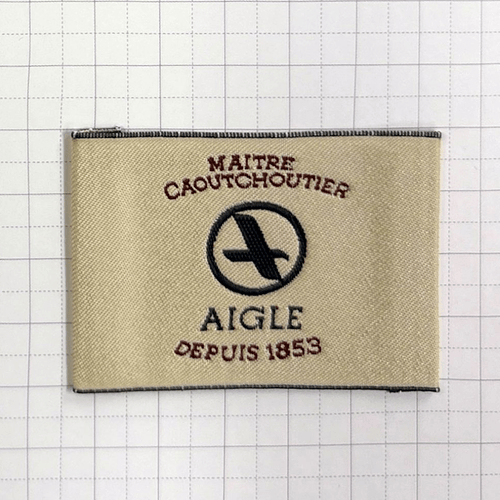 MAITRE
CAOUTCHOUTIER
AIGLE
DEPUIS 1853